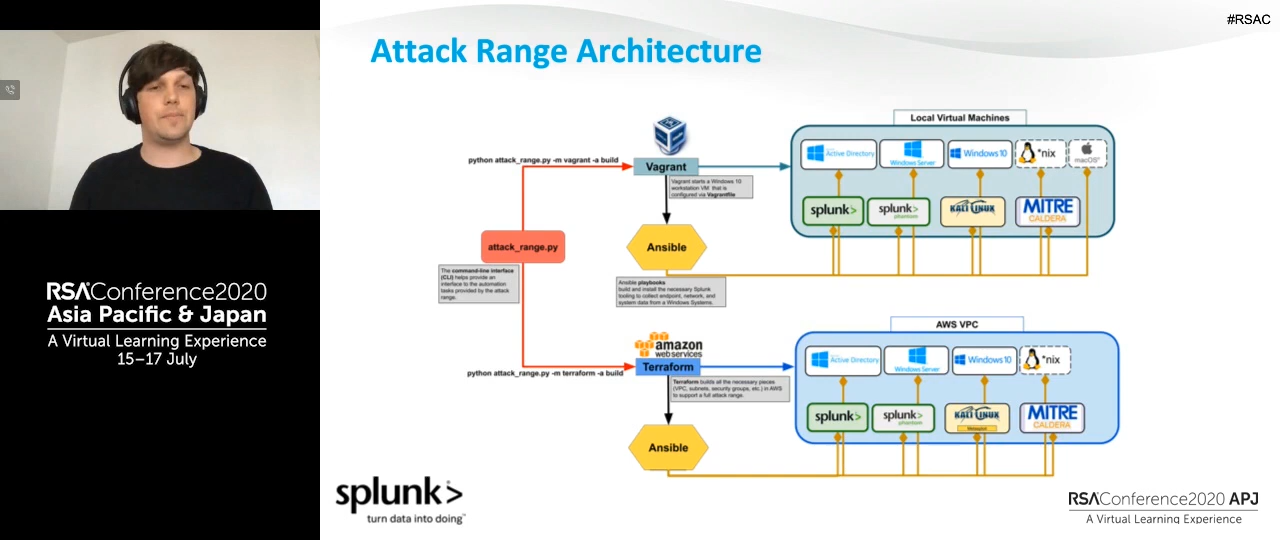 #RSAC
Attack Range Architecture
RSAConference2020
Asia Pacific & Japan
A Virtual Learning Experience
15–17 July
python attack_range.py -m vagrant -a build
Vagrant
Vagrant starts a Windows 10
workstation VM that is
configured via Vagrantfile
Ansible
Ansible playbooks
build and install the necessary Splunk
tooling to collect endpoint, network, and
system data from a Windows Systems.
attack_range.py
The command-line interface
(CLI) helps provide an
interface to the automation
tasks provided by the attack
range.
Local Virtual Machines
Active Directory
Windows Server
Windows 10
*nix
macOS
splunk>
splunk>
phantom
KALI LINUX
MITRE
CALDERA
amazon
web services
python attack_range.py -m terraform -a build
Terraform
Terraform builds all the necessary pieces
(VPC, subnets, security groups, etc.) in AWS
to support a full attack range.
Ansible
AWS VPC
Active Directory
Windows Server
Windows 10
*nix
splunk>
splunk>
phantom
KALI LINUX
MITRE
CALDERA
splunk>
turn data into doing™
RSAConference2020 APJ
A Virtual Learning Experience